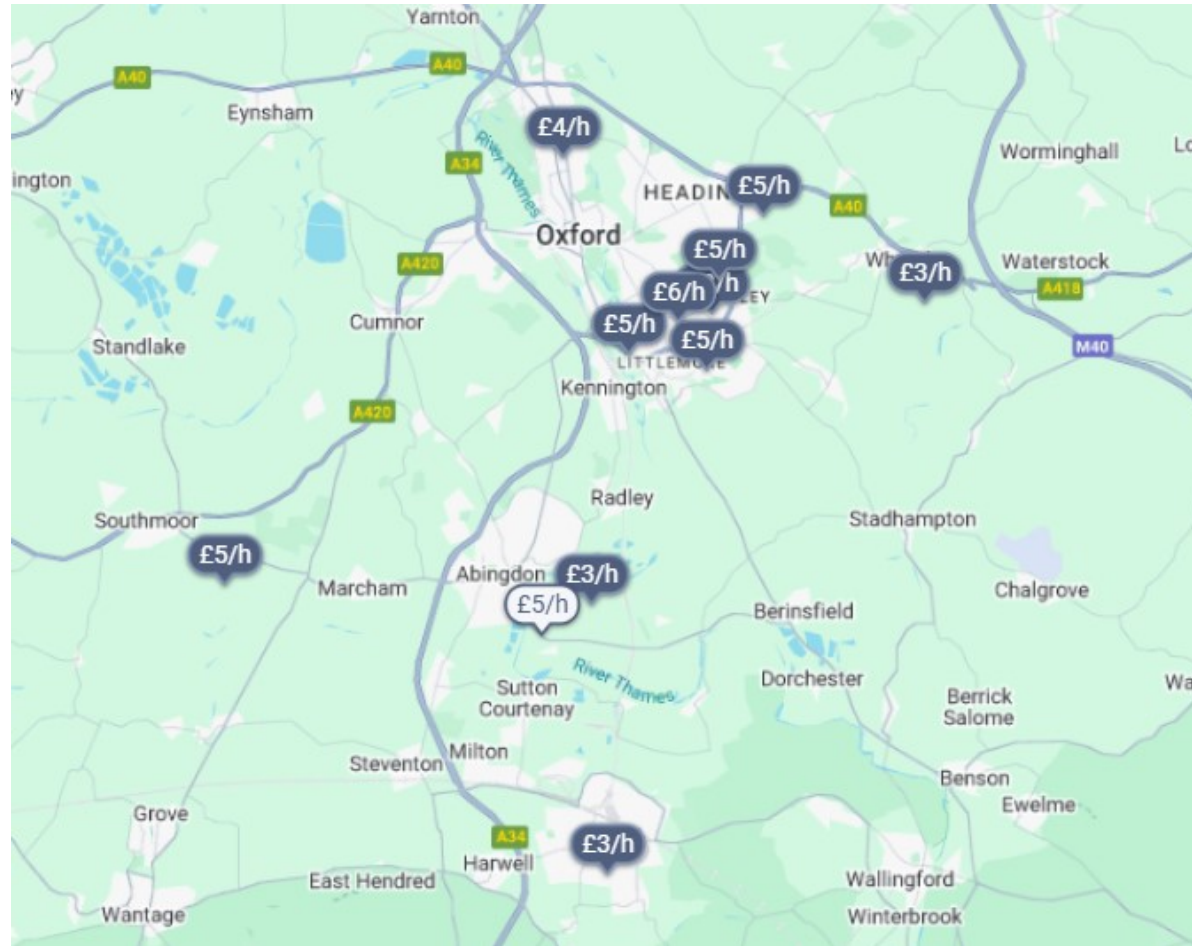 Yarnton
A40
A40
Eynsham
£4/h
River Thames
A34
Worminghall
ington
HEADIN
£5/h
A40
Oxford
£5/h
A420
£3/h
Waterstock
A418
£6/h
/h
LEY
Cumnor
£5/h
£5/h
Standlake
M40
LITTLEMORE
Kennington
A420
Radley
Southmoor
Stadhampton
£5/h
Abingdon
£3/h
Marcham
£5/h
Chalgrove
Berinsfield
River Thames
Dorchester
Sutton
Courtenay
Berrick
Salome
Wa
Milton
Steventon
Benson
Grove
Ewelme
A34
£3/h
Harwell
East Hendred
Wallingford
Wantage
Winterbrook